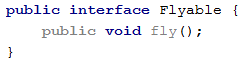 public interface Flyable {
    public void fly();
}